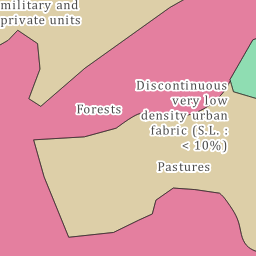 military and
private units
Discontinuous
very low
density urban
fabric (S.L. :
< 10%)
Forests
Pastures